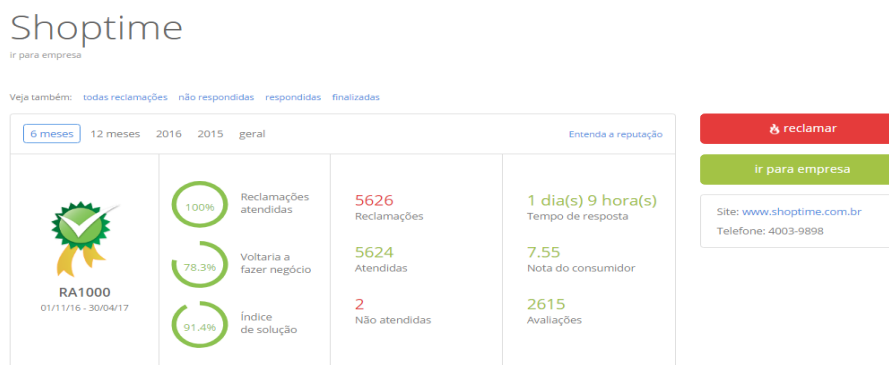 Shoptime
ir para empresa
Veja também: todas reclamações não respondidas respondidas finalizadas
6 meses 12 meses 2016 2015 geral Entenda a reputação
reclamar
ir para empresa
Site: www.shoptime.com.br
Telefone: 4003-9898
RA1000
01/11/16 - 30/04/17
100%
Reclamações
atendidas
78.3%
Voltaria a
fazer negócio
91.4%
Índice
de solução
5626
Reclamações
5624
Atendidas
2
Não atendidas
1 dia(s) 9 hora(s)
Tempo de resposta
7.55
Nota do consumidor
2615
Avaliações